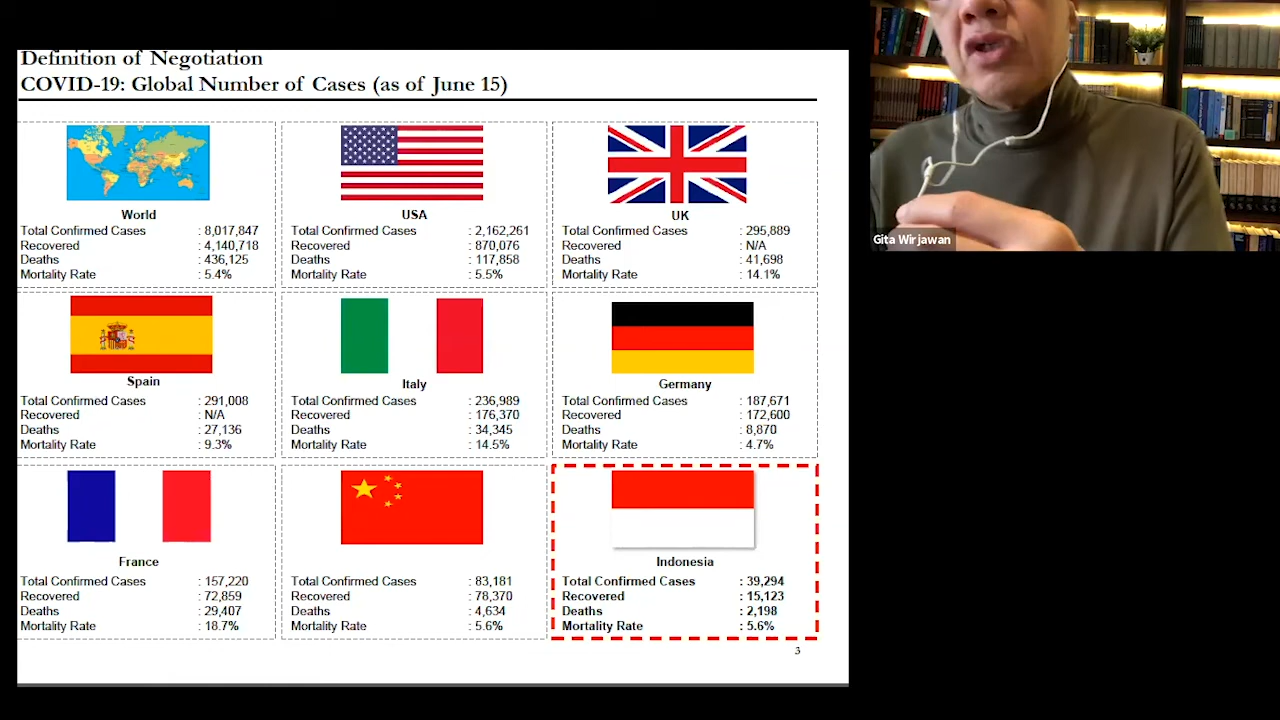 Definition of Negotiation
COVID-19: Global Number of Cases (as of June 15)
World
Total Confirmed Cases : 8,017,847
Recovered : 4,140,718
Deaths : 436,125
Mortality Rate : 5.4%
USA
Total Confirmed Cases : 2,162,261
Recovered : 870,076
Deaths : 117,858
Mortality Rate : 5.5%
UK
Total Confirmed Cases : 295,889
Recovered : N/A
Deaths : 41,698
Mortality Rate : 14.1%
Spain
Total Confirmed Cases : 291,008
Recovered : N/A
Deaths : 27,136
Mortality Rate : 9.3%
Italy
Total Confirmed Cases : 236,989
Recovered : 176,370
Deaths : 34,345
Mortality Rate : 14.5%
Germany
Total Confirmed Cases : 187,671
Recovered : 172,600
Deaths : 8,870
Mortality Rate : 4.7%
France
Total Confirmed Cases : 157,220
Recovered : 72,859
Deaths : 29,407
Mortality Rate : 18.7%
Total Confirmed Cases : 83,181
Recovered : 78,370
Deaths : 4,634
Mortality Rate : 5.6%
Indonesia
Total Confirmed Cases : 39,294
Recovered : 15,123
Deaths : 2,198
Mortality Rate : 5.6%
3
Gita Wirjawan